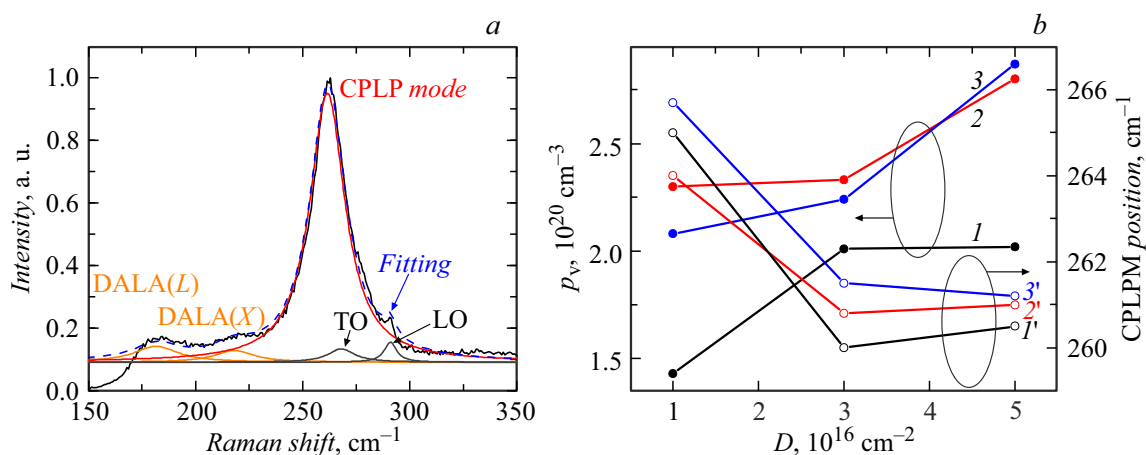 a
Intensity, a. u.
1.0
0.8
0.6
0.4
0.2
0.0
CPLP mode
DALA(L)
DALA(X)
Fitting
TO
LO
150
200
250
300
350
Raman shift, cm⁻¹
b
pᵥ, 10²⁰ cm⁻³
2.5
2.0
1.5
3
2
1
3'
2'
1'
266
264
262
260
CPLPM position, cm⁻¹
1
2
3
4
5
D, 10¹⁶ cm⁻²